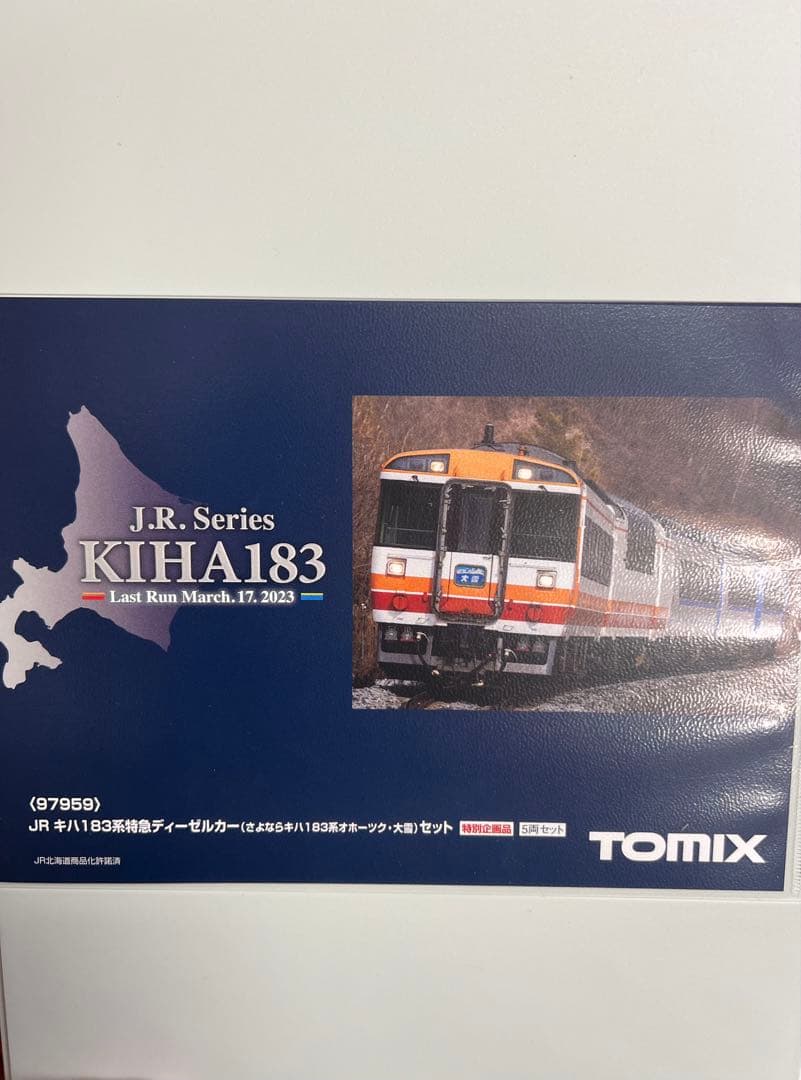 J.R. Series
KIHA183
Last Run March.17.2023
大雪
〈97959〉
JR キハ183系特急ディーゼルカー(さよならキハ183系オホーツク・大雪)セット 特別企画品 5両セット
TOMIX
JR北海道商品化許諾済